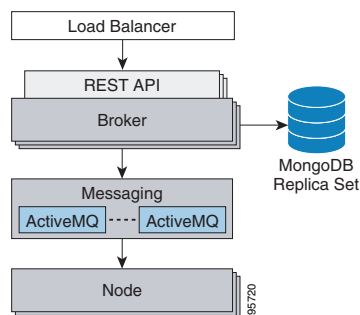 Load Balancer
REST API
Broker
MongoDB
Replica Set
Messaging
ActiveMQ
ActiveMQ
Node
95720